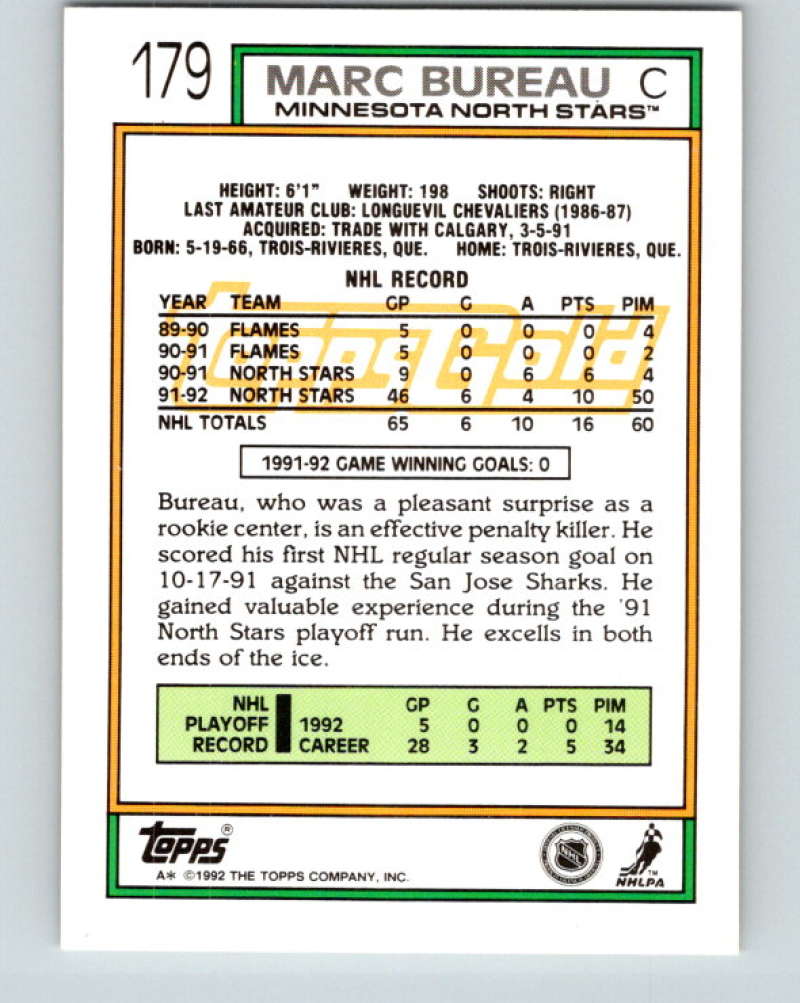 179
MARC BUREAU C
MINNESOTA NORTH STARS™
HEIGHT: 6'1" WEIGHT: 198 SHOOTS: RIGHT
LAST AMATEUR CLUB: LONGUEVIL CHEVALIERS (1986-87)
ACQUIRED: TRADE WITH CALGARY, 3-5-91
BORN: 5-19-66, TROIS-RIVIERES, QUE. HOME: TROIS-RIVIERES, QUE.
Topps Gold
NHL RECORD
YEAR TEAM GP G A PTS PIM
89-90 FLAMES 5 0 0 0 4
90-91 FLAMES 5 0 0 0 2
90-91 NORTH STARS 9 0 6 6 4
91-92 NORTH STARS 46 6 4 10 50
NHL TOTALS 65 6 10 16 60
1991-92 GAME WINNING GOALS: 0
Bureau, who was a pleasant surprise as a
rookie center, is an effective penalty killer. He
scored his first NHL regular season goal on
10-17-91 against the San Jose Sharks. He
gained valuable experience during the '91
North Stars playoff run. He excells in both
ends of the ice.
NHL GP G A PTS PIM
PLAYOFF 1992 5 0 0 0 14
RECORD CAREER 28 3 2 5 34
TOPPS®
A* ©1992 THE TOPPS COMPANY, INC.
NHL
™
NHLPA